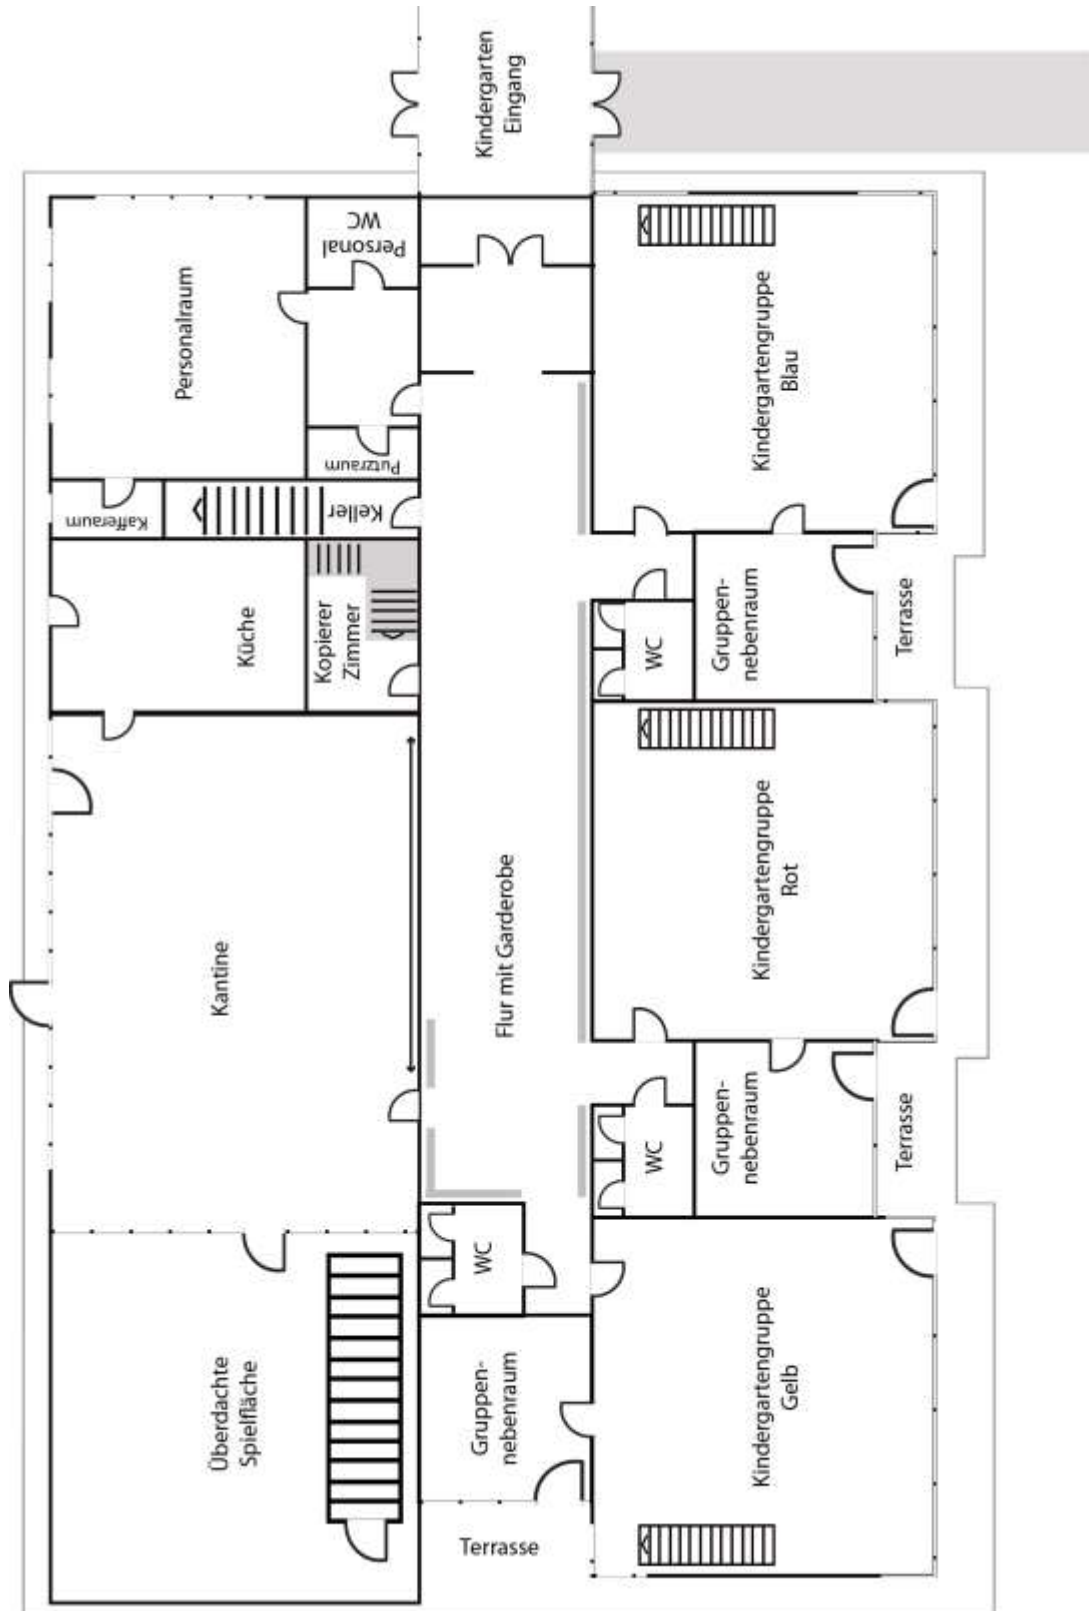 Kindergarten
Eingang
Personal
WC
Personalraum
Kindergartengruppe
Blau
Putzraum
Keller
Kafferaum
Küche
Kopierer
Zimmer
WC
Gruppen-
nebenraum
Terrasse
Kindergartengruppe
Rot
Flur mit Garderobe
Kantine
WC
Gruppen-
nebenraum
Terrasse
WC
Überdachte
Spielfläche
Gruppen-
nebenraum
Kindergartengruppe
Gelb
Terrasse